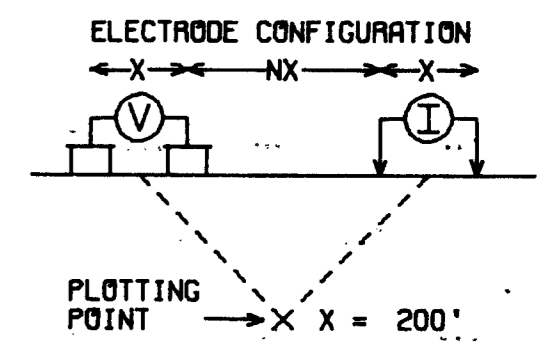 ELECTRODE CONFIGURATION
X NX X
V I
PLOTTING
POINT X X = 200'